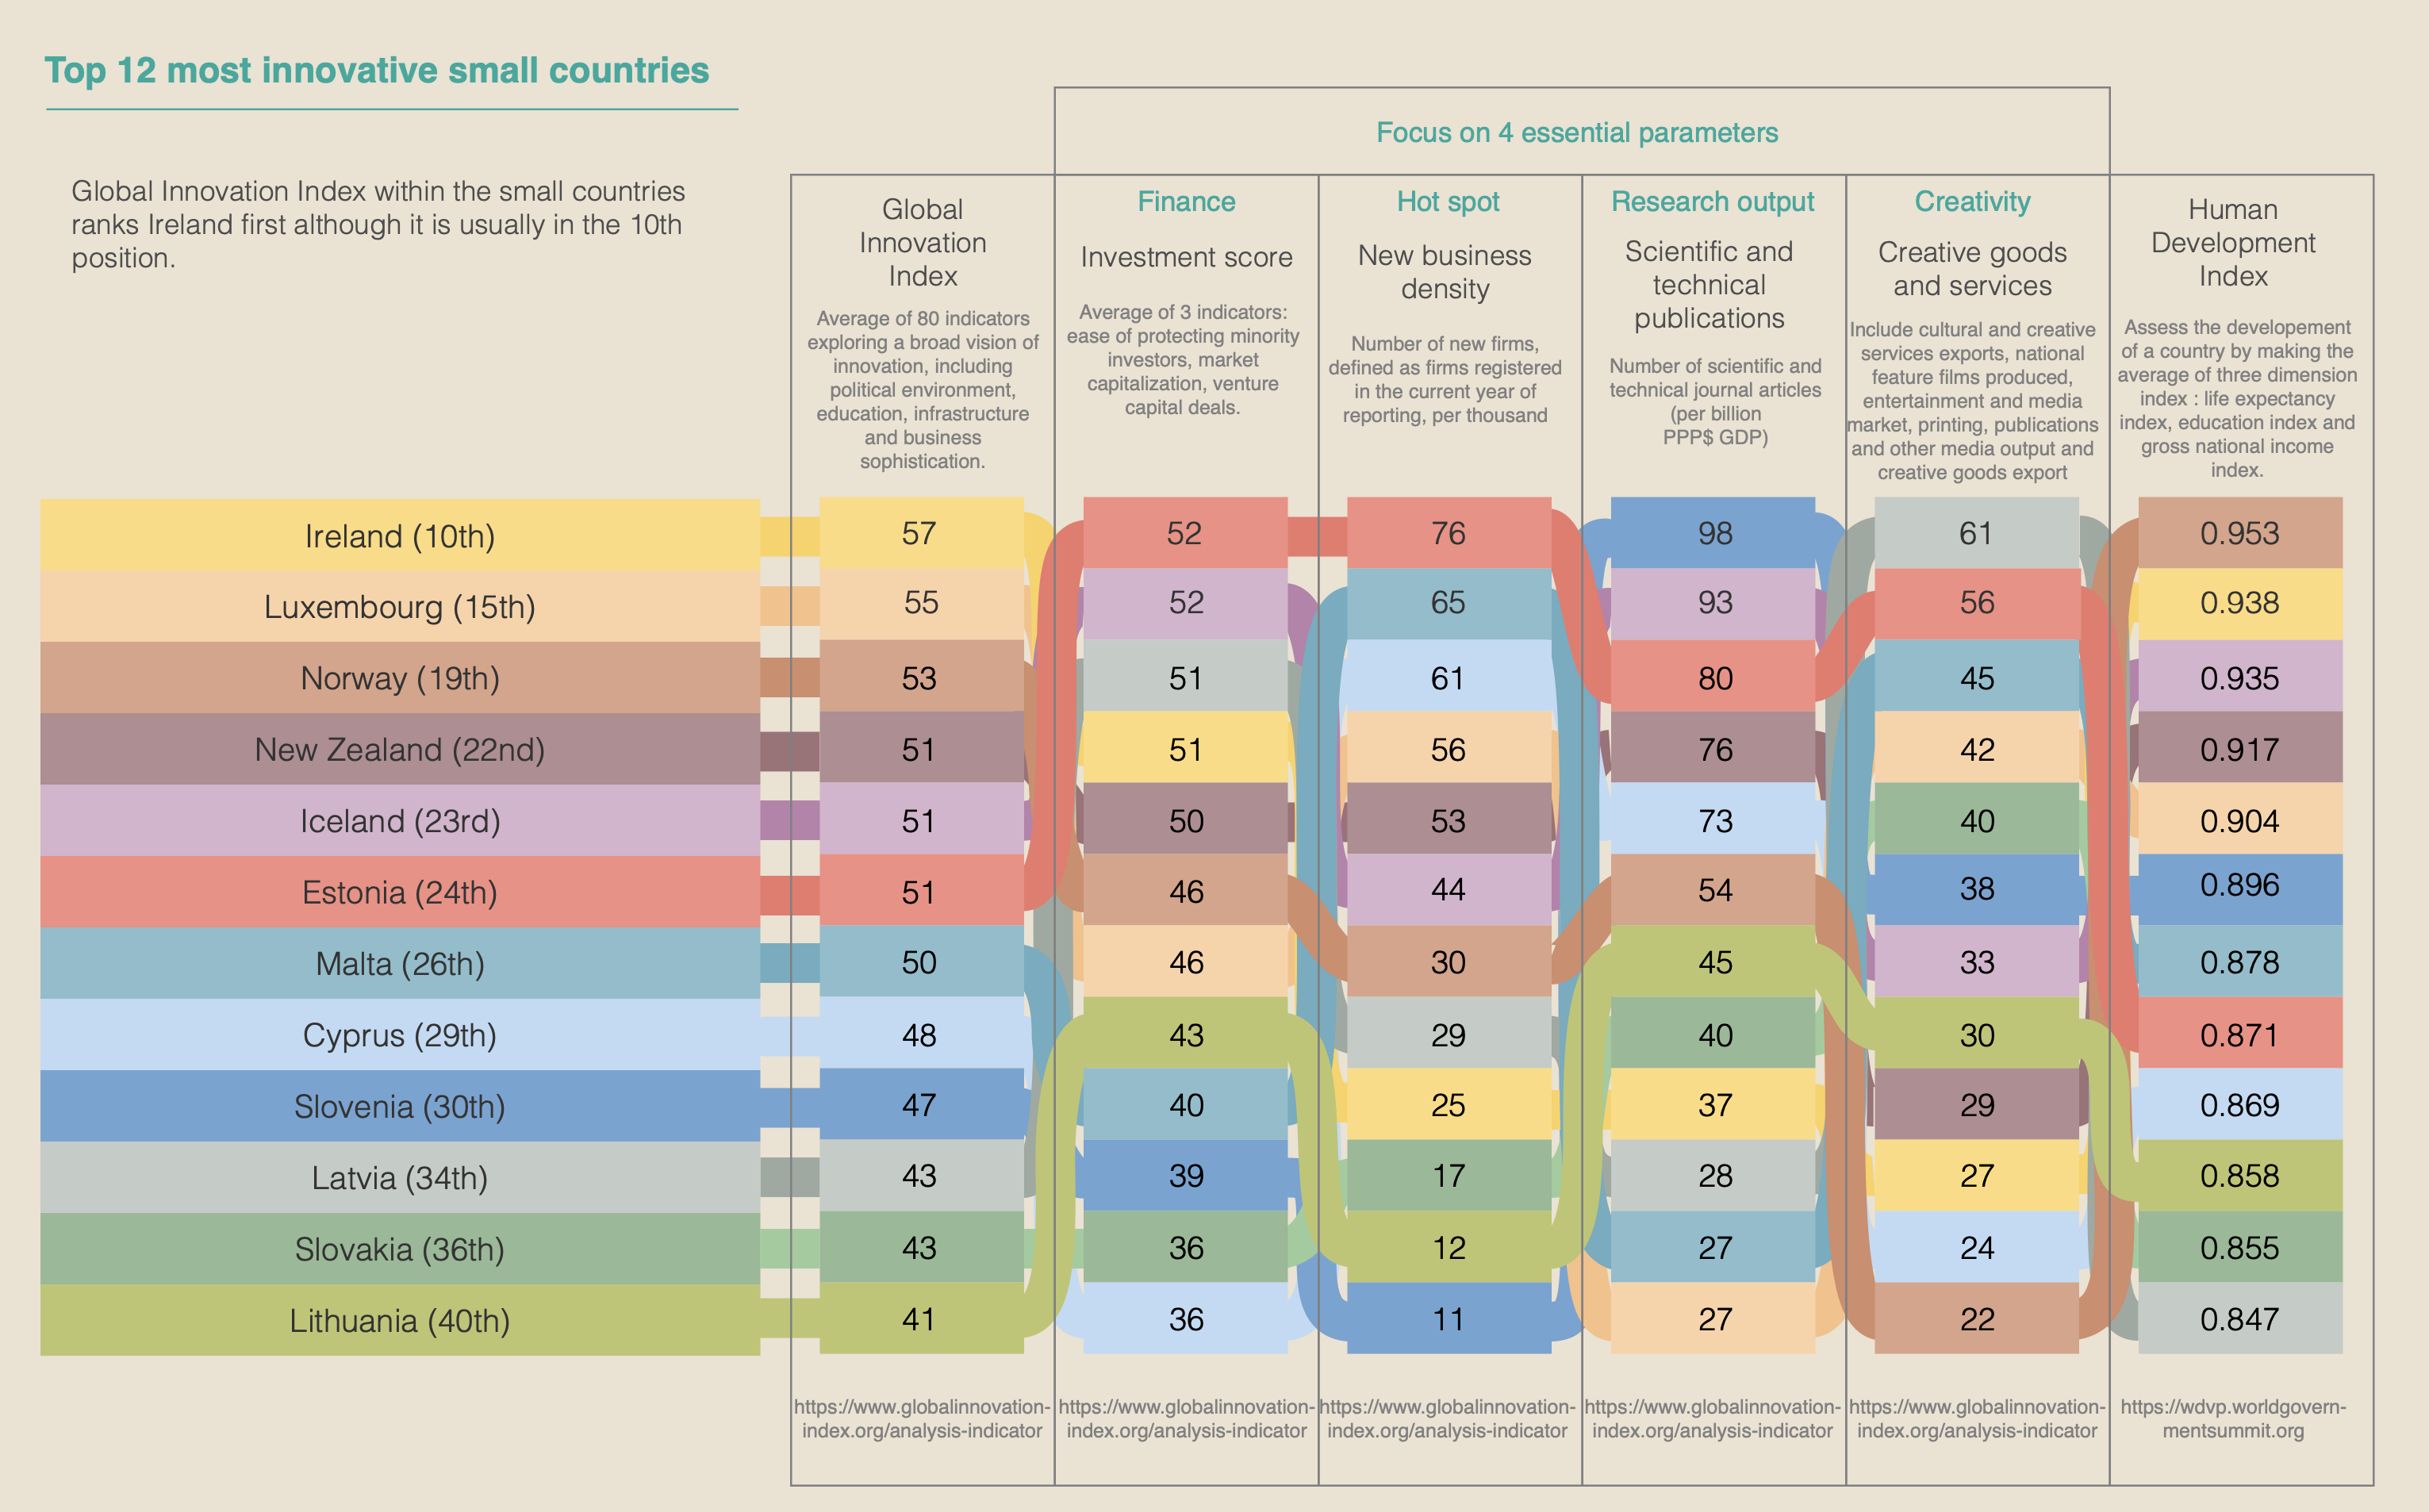 Top 12 most innovative small countries
Global Innovation Index within the small countries
ranks Ireland first although it is usually in the 10th
position.
Focus on 4 essential parameters
Global
Innovation
Index
Average of 80 indicators
exploring a broad vision of
innovation, including
political environment,
education, infrastructure
and business
sophistication.
Finance
Investment score
Average of 3 indicators:
ease of protecting minority
investors, market
capitalization, venture
capital deals.
Hot spot
New business
density
Number of new firms,
defined as firms registered
in the current year of
reporting, per thousand
Research output
Scientific and
technical
publications
Number of scientific and
technical journal articles
(per billion
PPP$ GDP)
Creativity
Creative goods
and services
Include cultural and creative
services exports, national
feature films produced,
entertainment and media
market, printing, publications
and other media output and
creative goods export
Human
Development
Index
Assess the developement
of a country by making the
average of three dimension
index : life expectancy
index, education index and
gross national income
index.
Ireland (10th) 57 52 76 98 61 0.953
Luxembourg (15th) 55 52 65 93 56 0.938
Norway (19th) 53 51 61 80 45 0.935
New Zealand (22nd) 51 51 56 76 42 0.917
Iceland (23rd) 51 50 53 73 40 0.904
Estonia (24th) 51 46 44 54 38 0.896
Malta (26th) 50 46 30 45 33 0.878
Cyprus (29th) 48 43 29 40 30 0.871
Slovenia (30th) 47 40 25 37 29 0.869
Latvia (34th) 43 39 17 28 27 0.858
Slovakia (36th) 43 36 12 27 24 0.855
Lithuania (40th) 41 36 11 27 22 0.847
https://www.globalinnovation-
index.org/analysis-indicator
https://www.globalinnovation-
index.org/analysis-indicator
https://www.globalinnovation-
index.org/analysis-indicator
https://www.globalinnovation-
index.org/analysis-indicator
https://www.globalinnovation-
index.org/analysis-indicator
https://wdvp.worldgovern-
mentsummit.org